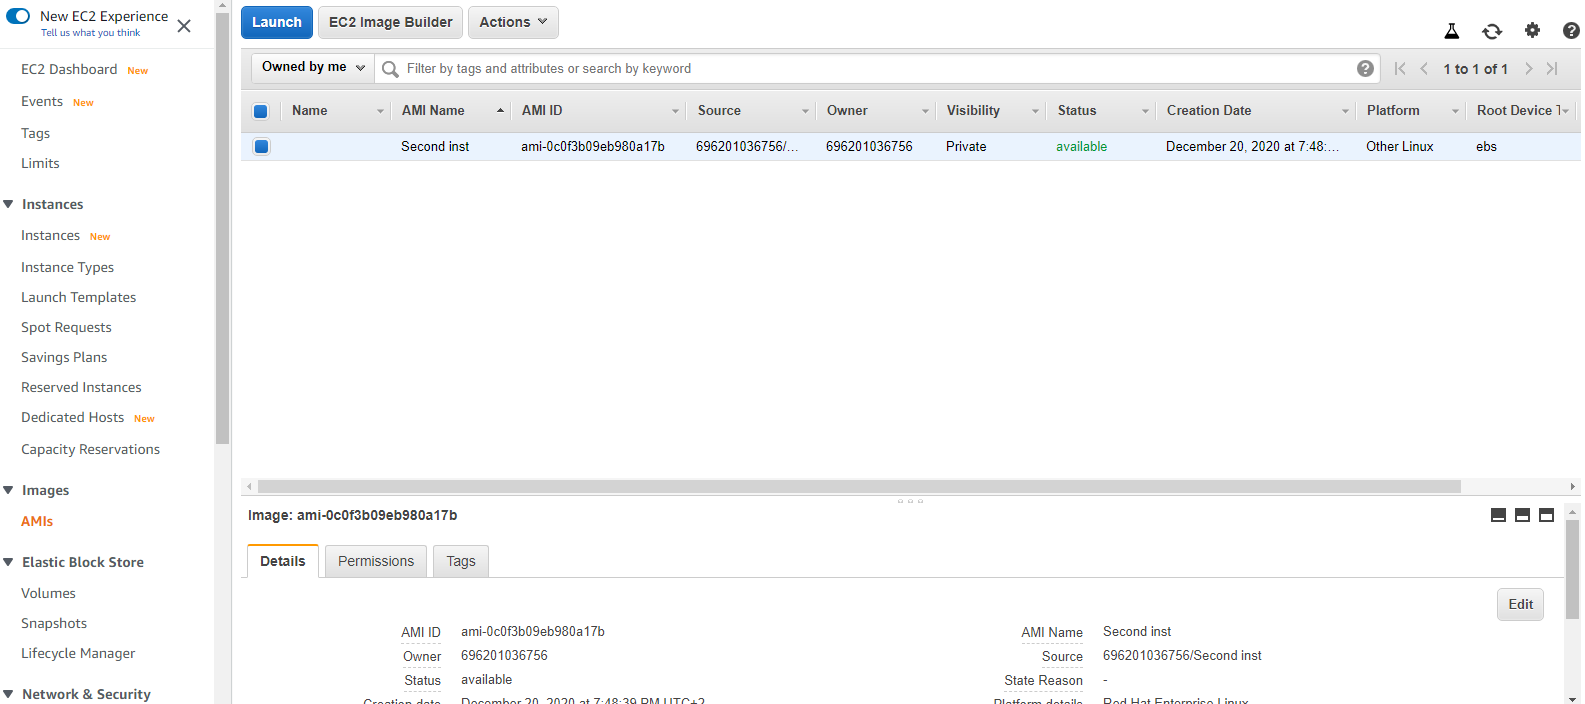 New EC2 Experience
Tell us what you think
EC2 Dashboard New
Events New
Tags
Limits
Instances
Instances New
Instance Types
Launch Templates
Spot Requests
Savings Plans
Reserved Instances
Dedicated Hosts New
Capacity Reservations
Images
AMIs
Elastic Block Store
Volumes
Snapshots
Lifecycle Manager
Network & Security
Launch EC2 Image Builder Actions
Owned by me Filter by tags and attributes or search by keyword ? 1 to 1 of 1
Name AMI Name AMI ID Source Owner Visibility Status Creation Date Platform Root Device T
Second inst ami-0c0f3b09eb980a17b 696201036756/... 696201036756 Private available December 20, 2020 at 7:48:... Other Linux ebs
Image: ami-0c0f3b09eb980a17b
Details Permissions Tags
Edit
AMI ID ami-0c0f3b09eb980a17b AMI Name Second inst
Owner 696201036756 Source 696201036756/Second inst
Status available State Reason -
Creation date December 20, 2020 at 7:48:39 PM UTC+2 Platform details Red Hat Enterprise Linux